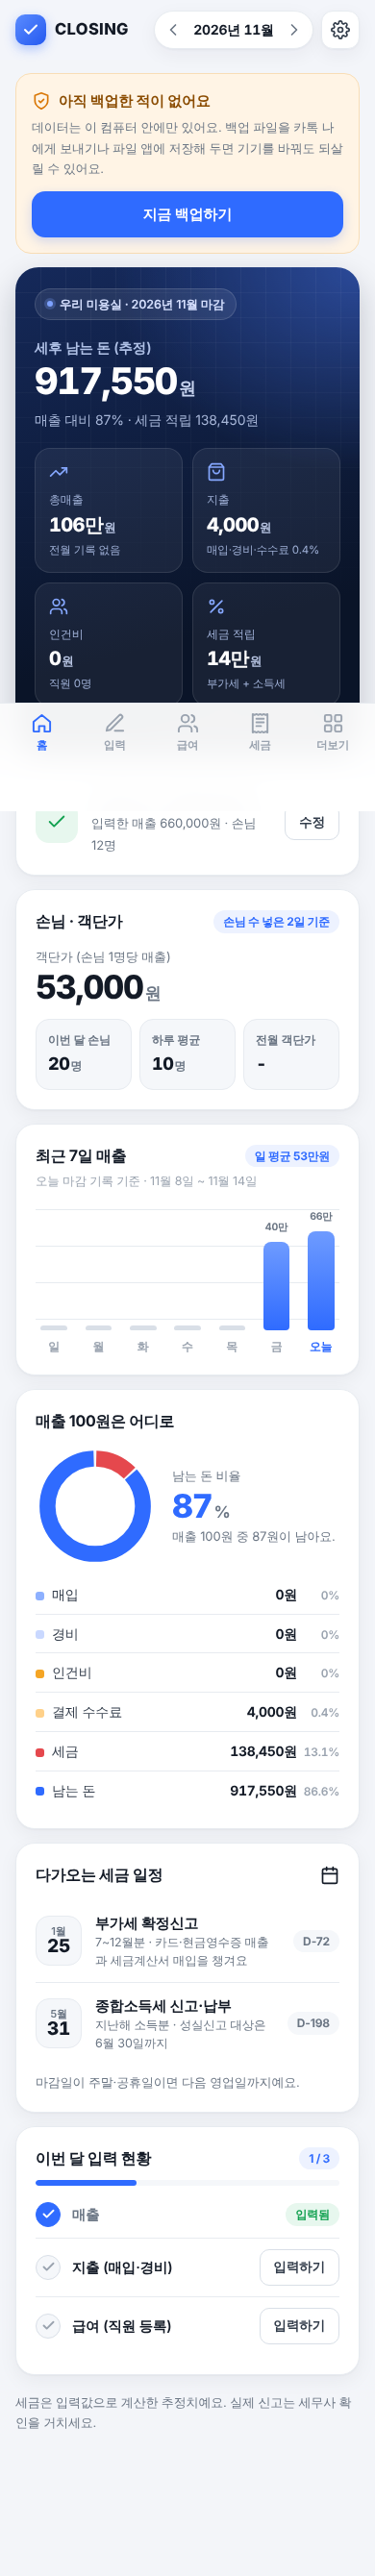 CLOSING
2026년 11월
아직 백업한 적이 없어요
데이터는 이 컴퓨터 안에만 있어요. 백업 파일을 카톡 나
에게 보내기나 파일 앱에 저장해 두면 기기를 바꿔도 되살
릴 수 있어요.
지금 백업하기
우리 미용실 · 2026년 11월 마감
세후 남는 돈 (추정)
917,550원
매출 대비 87% · 세금 적립 138,450원
총매출
106만원
전월 기록 없음
지출
4,000원
매입·경비·수수료 0.4%
인건비
0원
직원 0명
세금 적립
14만원
부가세 + 소득세
홈
입력
급여
세금
더보기
입력한 매출 660,000원 · 손님
12명
수정
손님 · 객단가
손님 수 넣은 2일 기준
객단가 (손님 1명당 매출)
53,000원
이번 달 손님
20명
하루 평균
10명
전월 객단가
-
최근 7일 매출
일 평균 53만원
오늘 마감 기록 기준 · 11월 8일 ~ 11월 14일
40만
66만
일
월
화
수
목
금
오늘
매출 100원은 어디로
남는 돈 비율
87%
매출 100원 중 87원이 남아요.
매입 0원 0%
경비 0원 0%
인건비 0원 0%
결제 수수료 4,000원 0.4%
세금 138,450원 13.1%
남는 돈 917,550원 86.6%
다가오는 세금 일정
1월
25
부가세 확정신고
7~12월분 · 카드·현금영수증 매출
과 세금계산서 매입을 챙겨요
D-72
5월
31
종합소득세 신고·납부
지난해 소득분 · 성실신고 대상은
6월 30일까지
D-198
마감일이 주말·공휴일이면 다음 영업일까지예요.
이번 달 입력 현황
1 / 3
매출
입력됨
지출 (매입·경비)
입력하기
급여 (직원 등록)
입력하기
세금은 입력값으로 계산한 추정치예요. 실제 신고는 세무사 확
인을 거치세요.